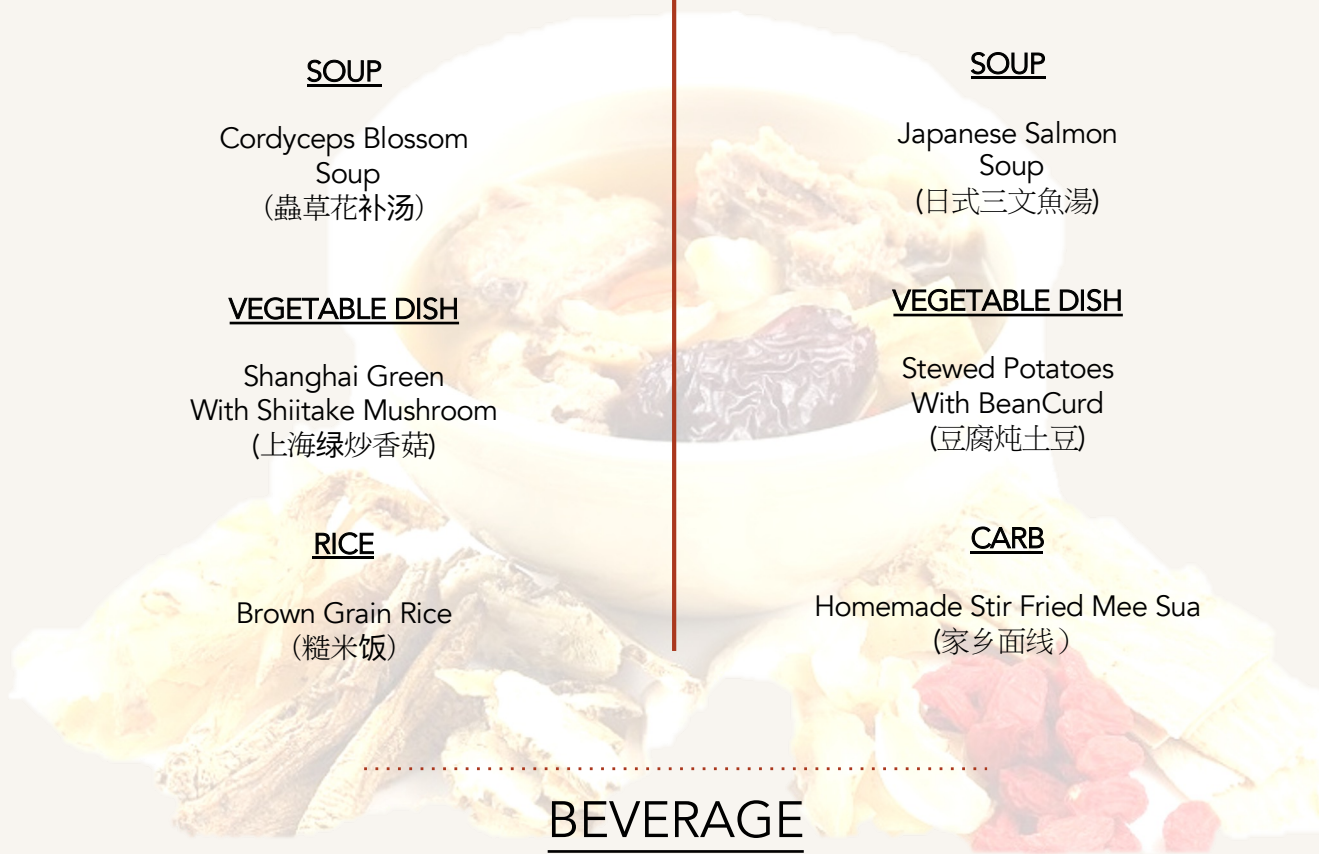 SOUP
Cordyceps Blossom
Soup
（蟲草花补汤）
VEGETABLE DISH
Shanghai Green
With Shiitake Mushroom
(上海绿炒香菇)
RICE
Brown Grain Rice
（糙米饭）
SOUP
Japanese Salmon
Soup
(日式三文魚湯)
VEGETABLE DISH
Stewed Potatoes
With BeanCurd
(豆腐炖土豆)
CARB
Homemade Stir Fried Mee Sua
(家乡面线）
BEVERAGE